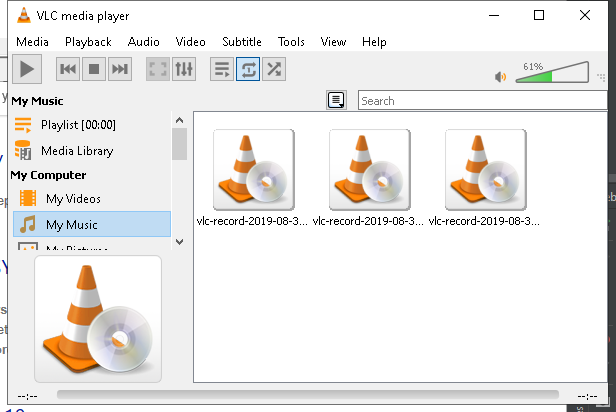 VLC media player
Media Playback Audio Video Subtitle Tools View Help
61%
My Music
Search
Playlist [00:00]
Media Library
My Computer
My Videos
My Music
vlc-record-2019-08-3... vlc-record-2019-08-3... vlc-record-2019-08-3...
--:-- --:--